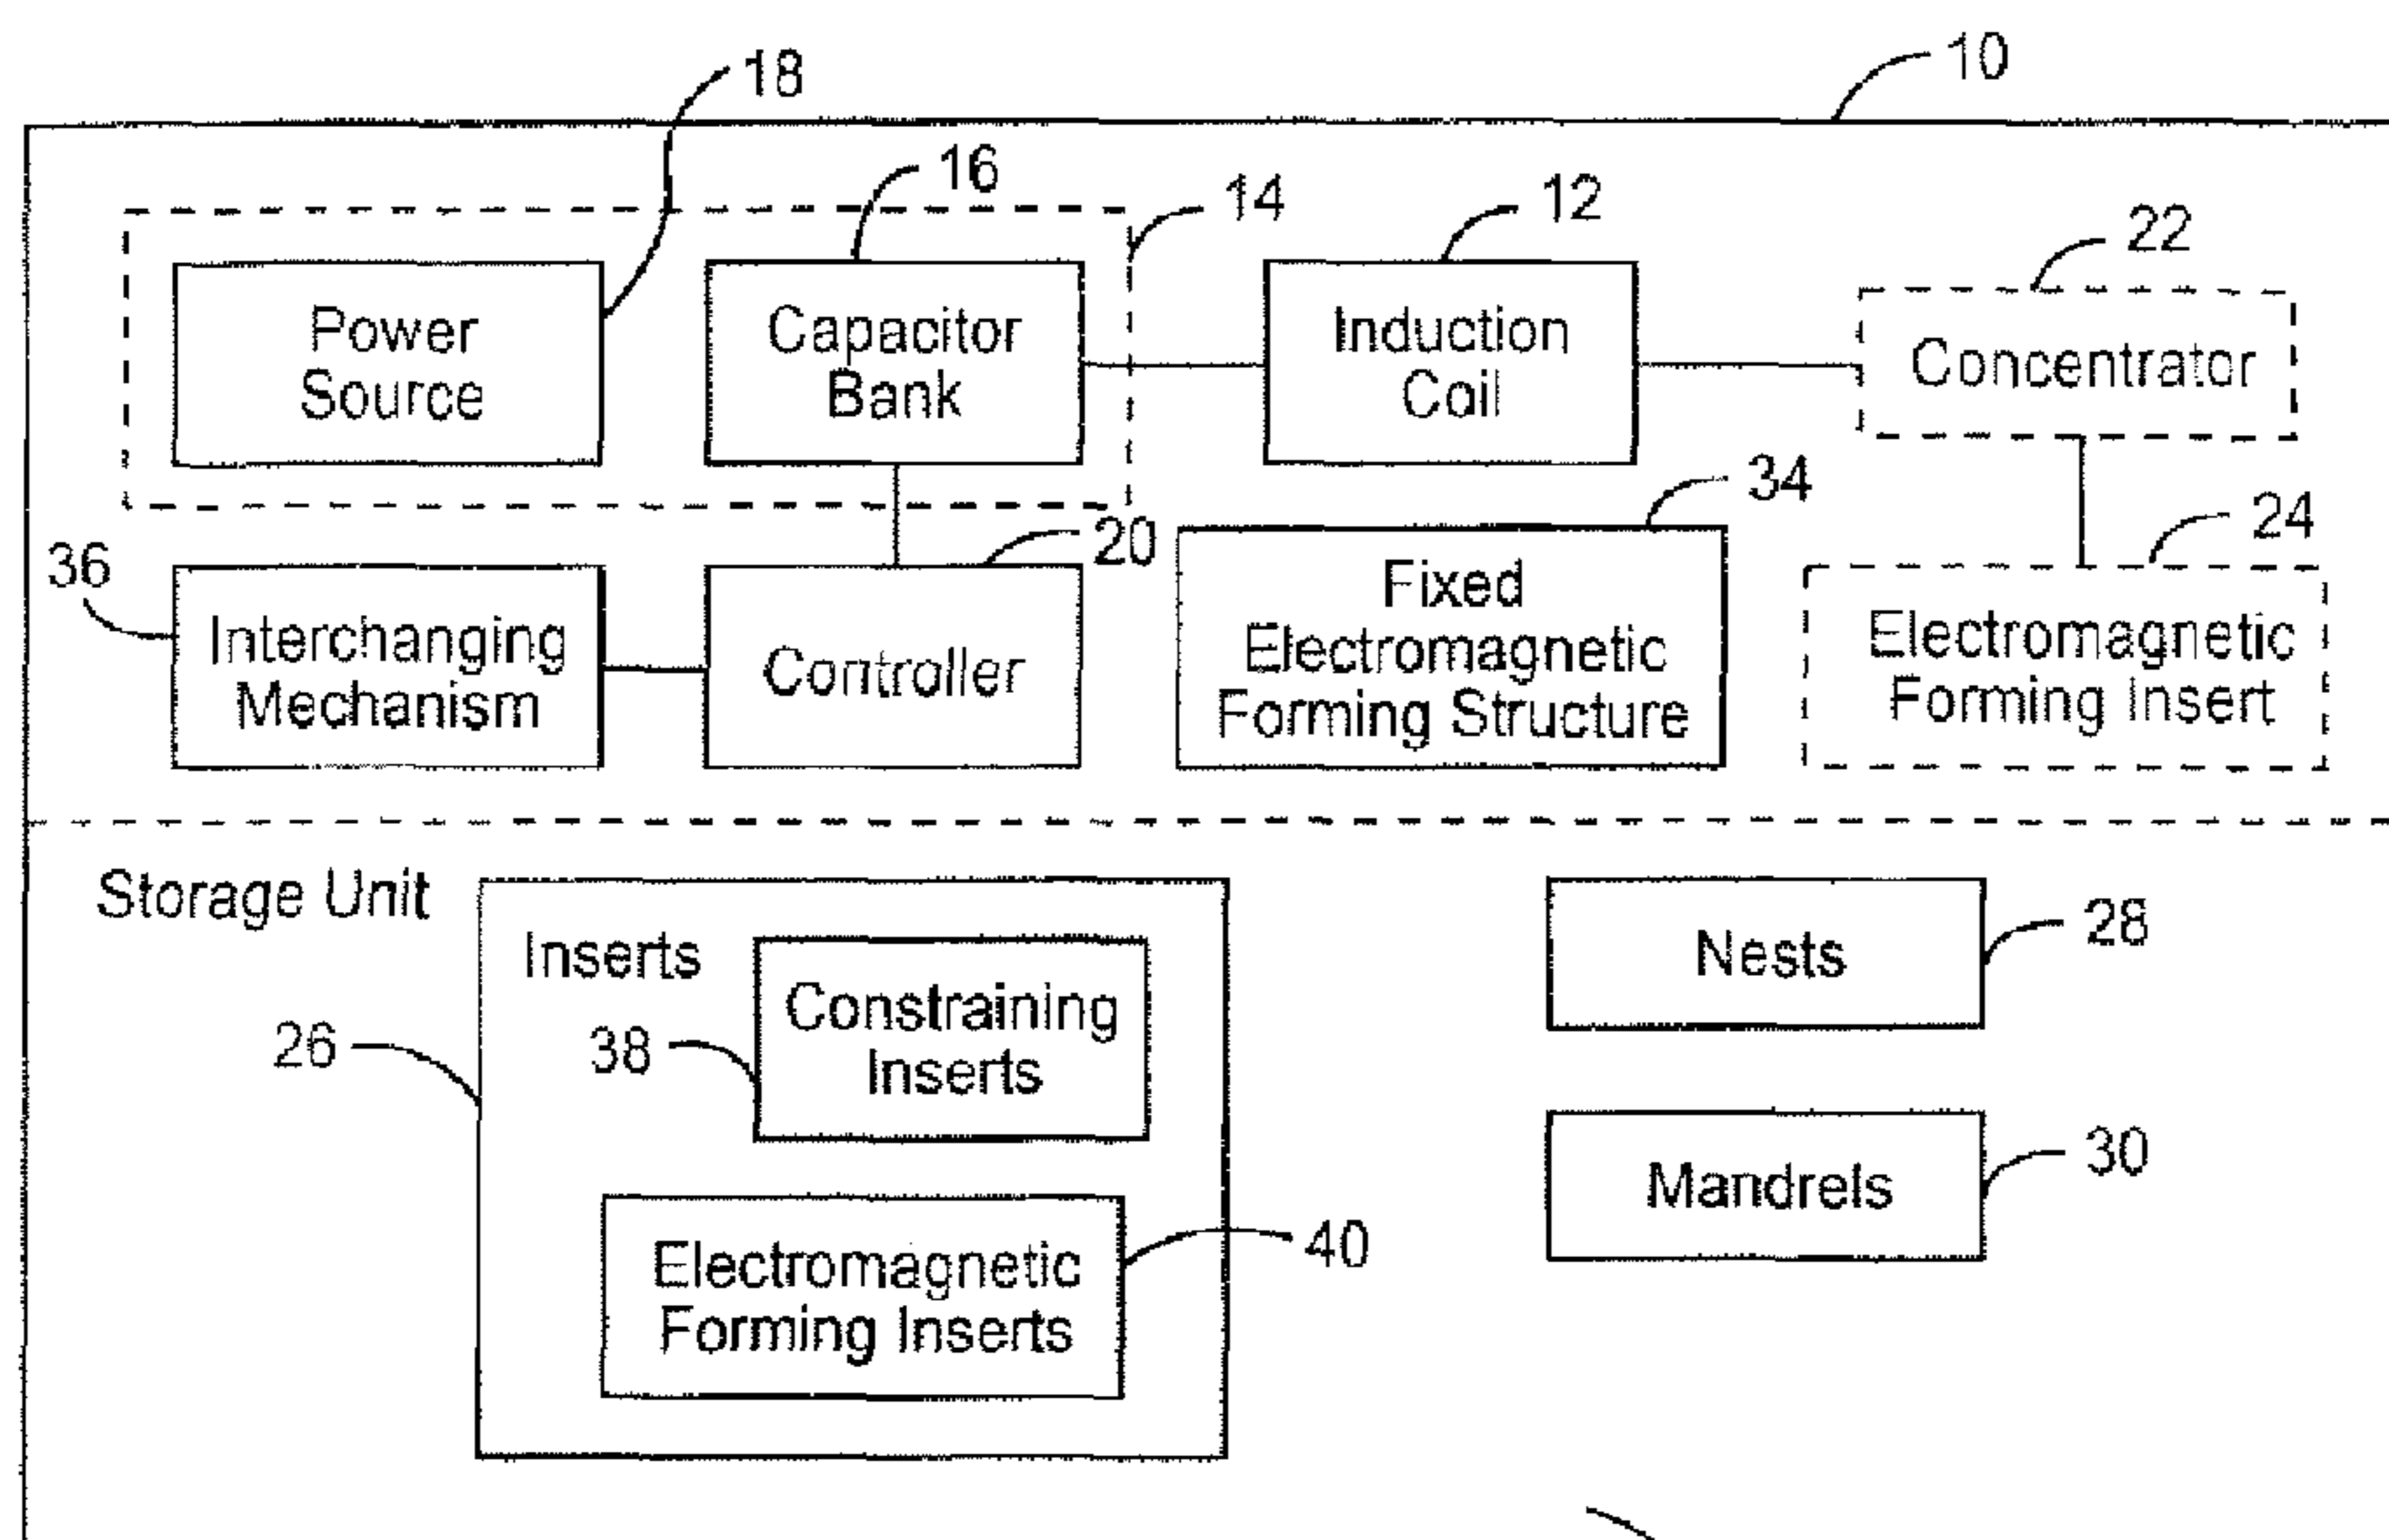 10
18
16
14
12
22
Power
Source
Capacitor
Bank
Induction
Coil
Concentrator
34
24
20
36
Interchanging
Mechanism
Controller
Fixed
Electromagnetic
Forming Structure
Electromagnetic
Forming Insert
Storage Unit
Inserts
Constraining
Inserts
26
38
Nests
28
Mandrels
30
Electromagnetic
Forming Inserts
40